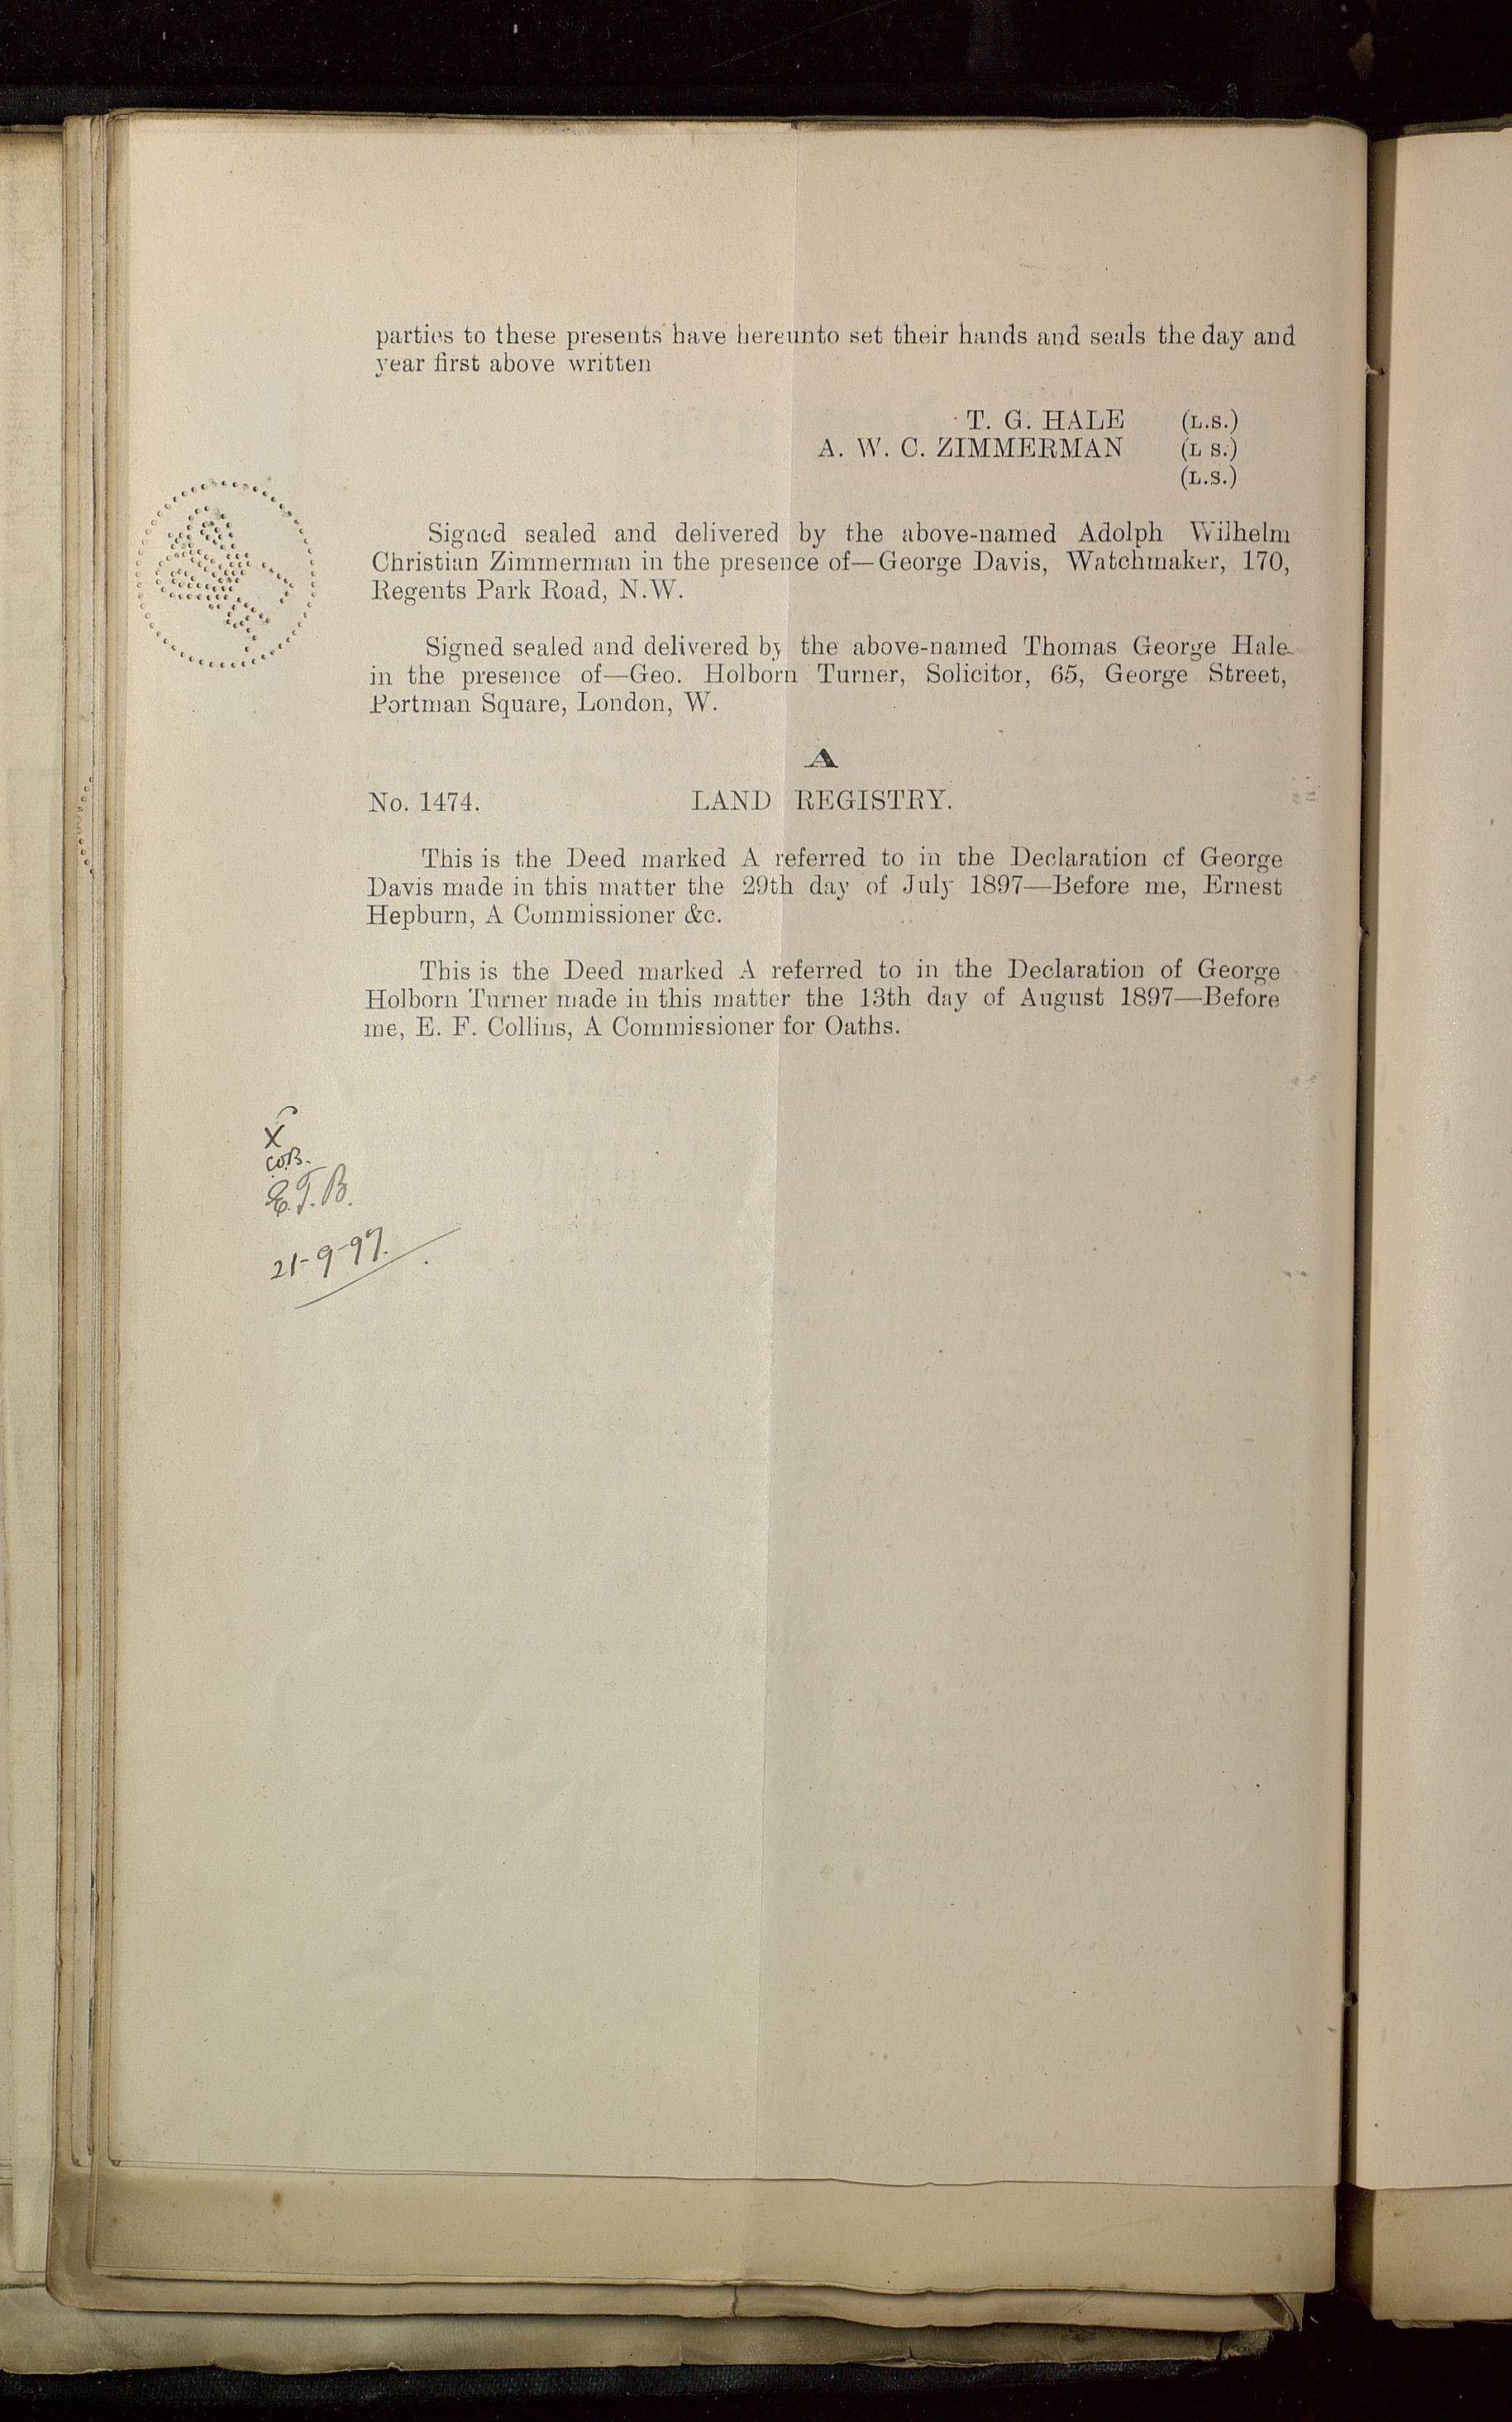 parties to these presents have hereunto set their hands and seals the day and
year first above written
T. G. HALE (L.S.)
A. W. C. ZIMMERMAN (L S.)
(L.S.)
Signed sealed and delivered by the above-named Adolph Wilhelm
Christian Zimmerman in the presence of—George Davis, Watchmaker, 170,
Regents Park Road, N.W.
Signed sealed and delivered by the above-named Thomas George Hale
in the presence of—Geo. Holborn Turner, Solicitor, 65, George Street,
Portman Square, London, W.
A
No. 1474. LAND REGISTRY.
This is the Deed marked A referred to in the Declaration of George
Davis made in this matter the 29th day of July 1897—Before me, Ernest
Hepburn, A Commissioner &c.
This is the Deed marked A referred to in the Declaration of George
Holborn Turner made in this matter the 13th day of August 1897—Before
me, E. F. Collins, A Commissioner for Oaths.
X
E.T.B.
21-9-97.